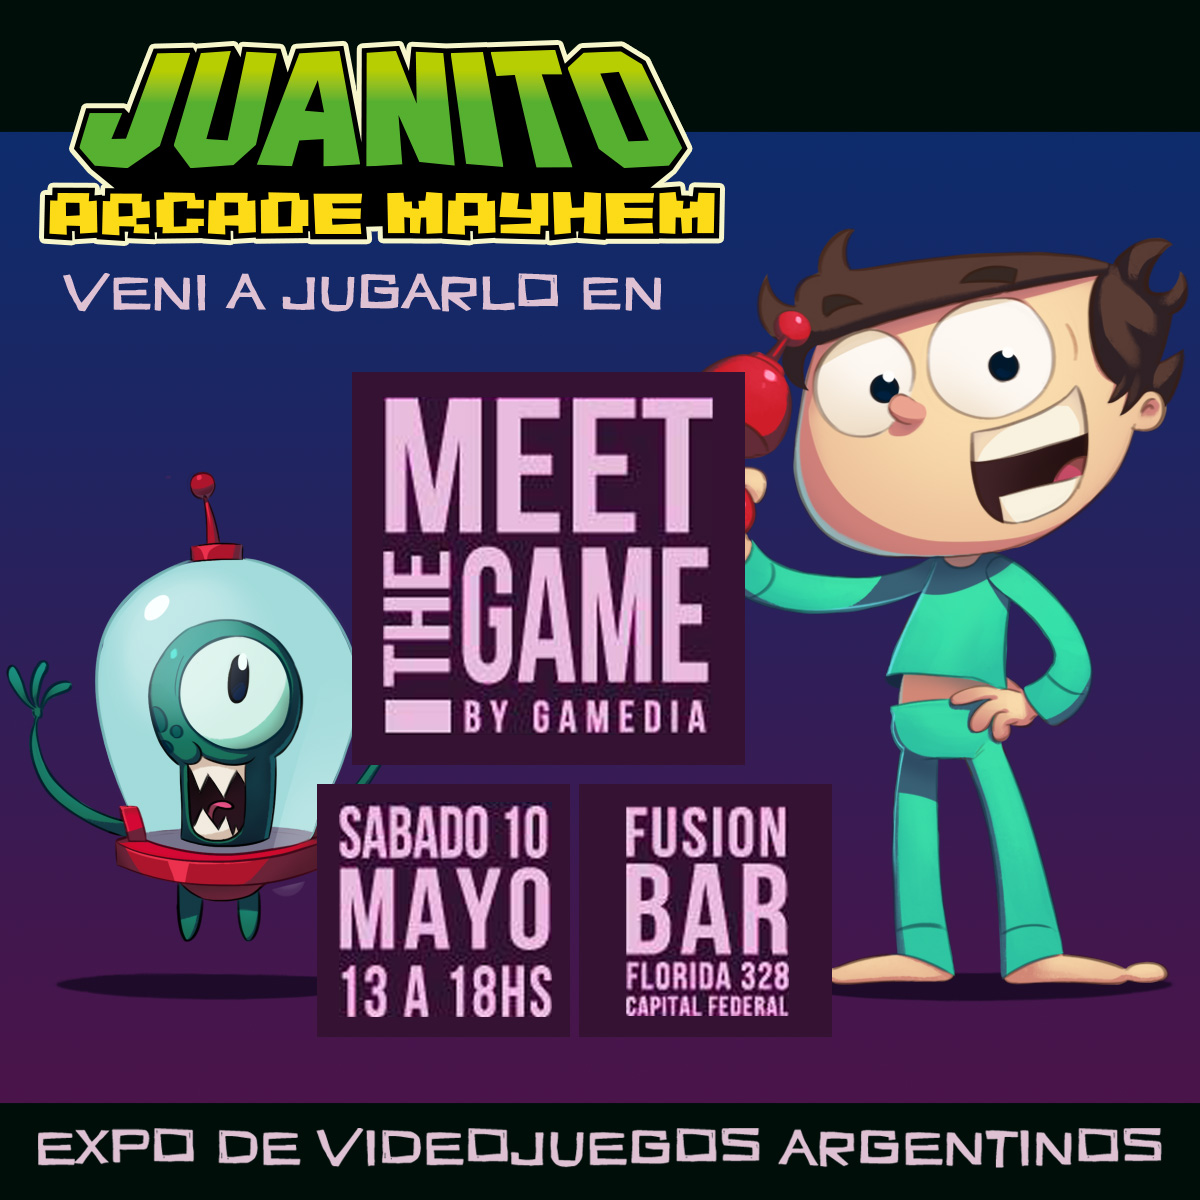 JUANITO
ARCADE MAYHEM
VENI A JUGARLO EN
MEET
THE GAME
BY GAMEDIA
SABADO 10
MAYO
13 A 18HS
FUSION
BAR
FLORIDA 328
CAPITAL FEDERAL
EXPO DE VIDEOJUEGOS ARGENTINOS